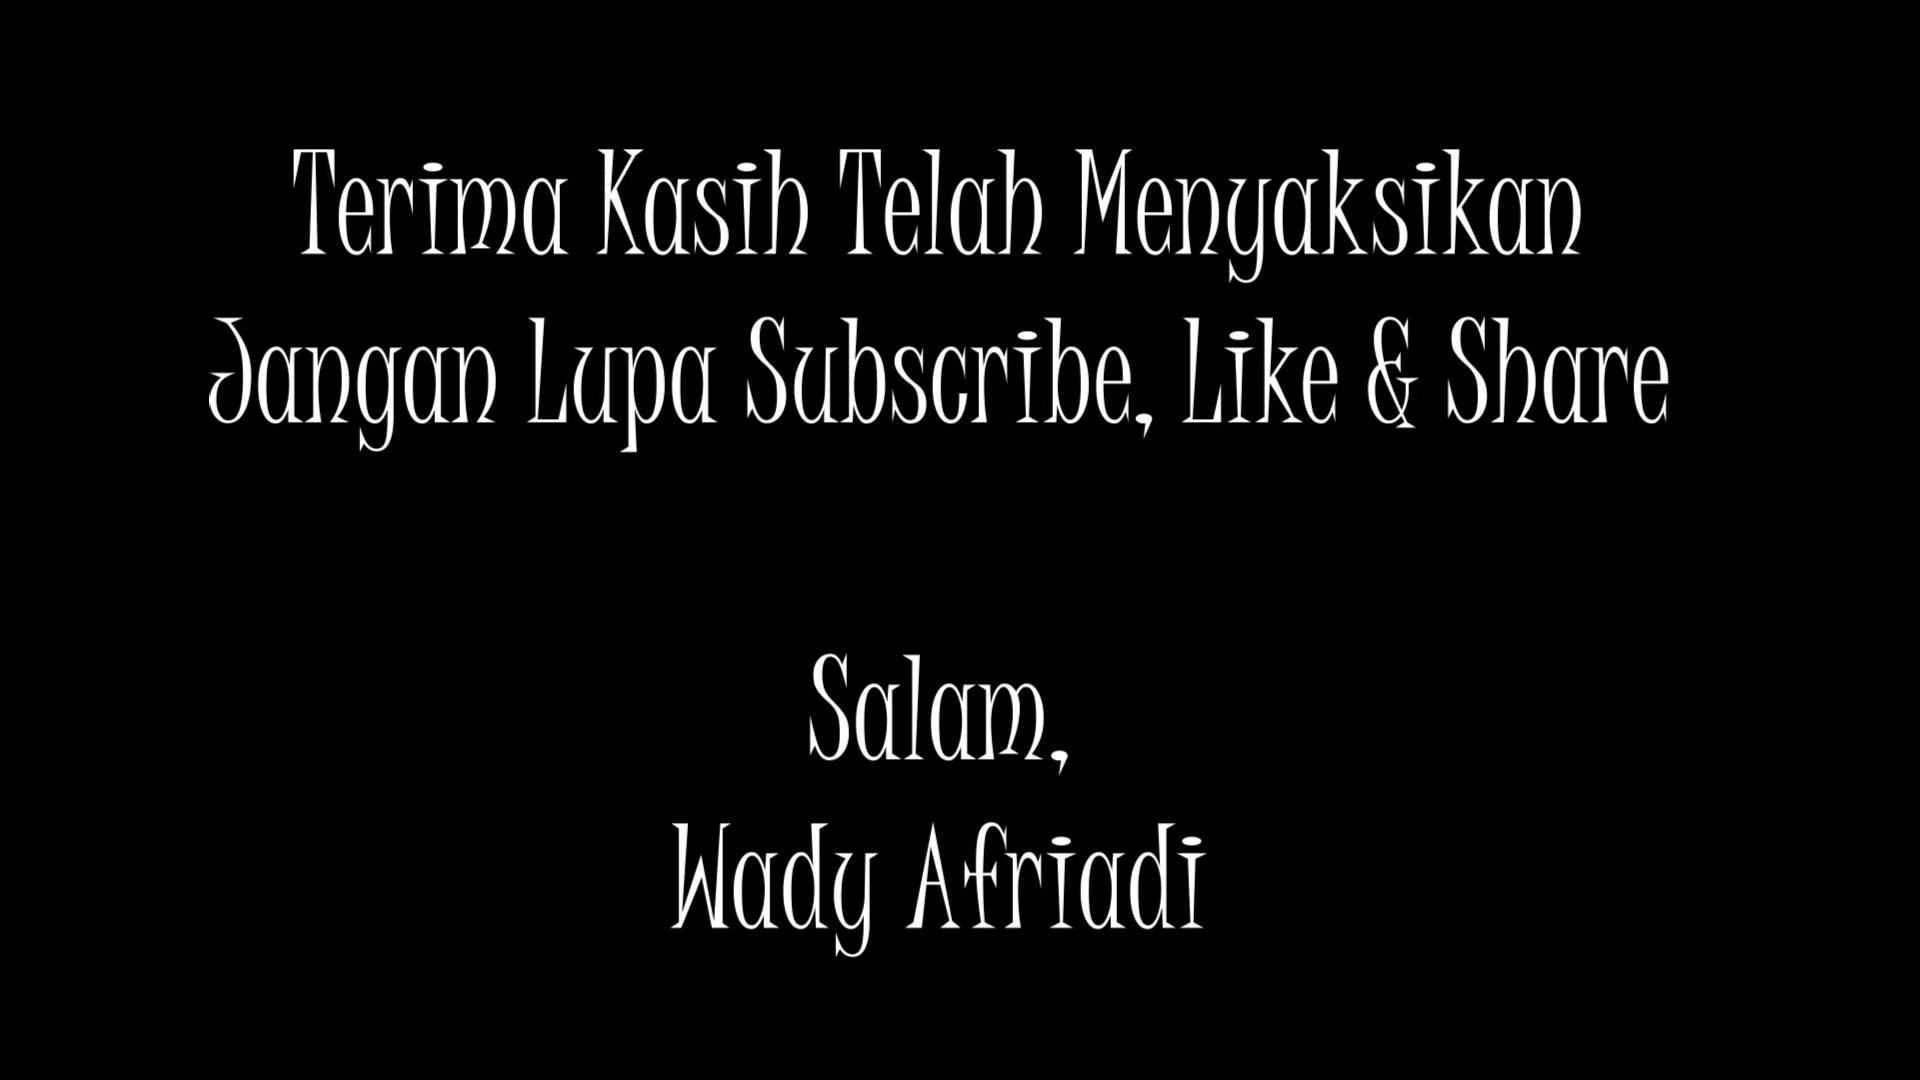 Terima Kasih Telah Menyaksikan
Jangan Lupa Subscribe, Like & Share
Salam,
Wady Afriadi